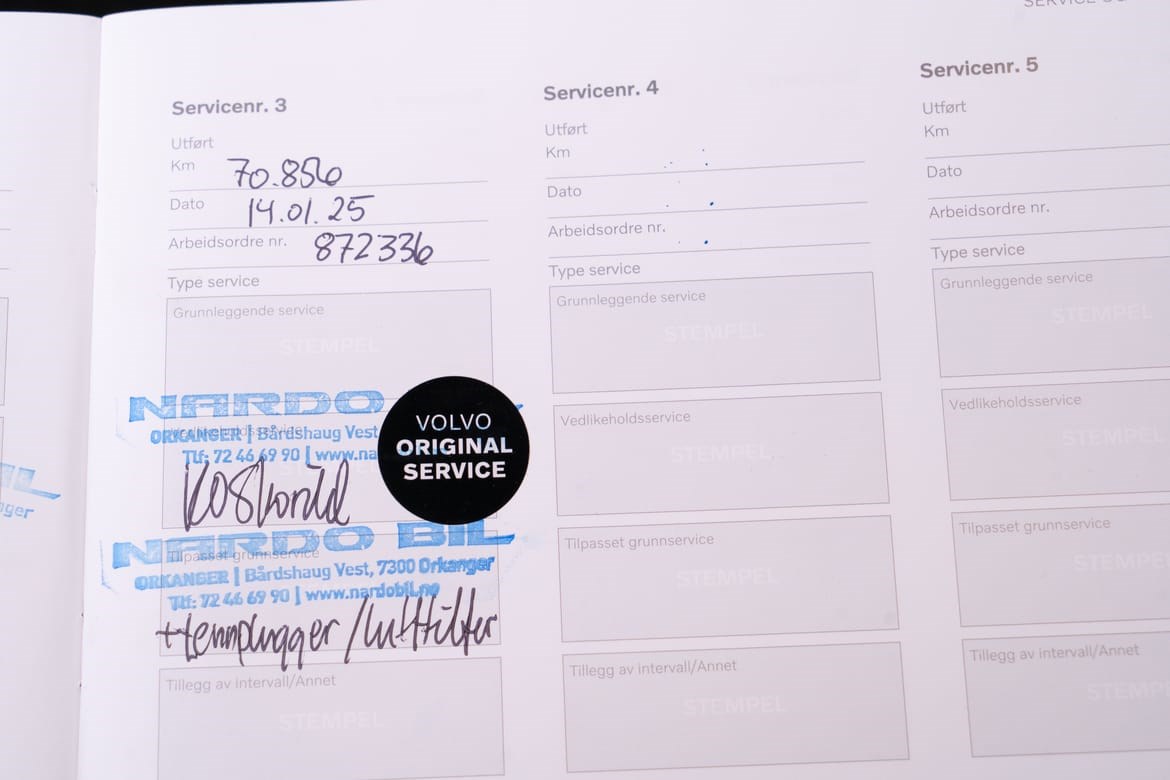 Servicenr. 3
Utført
Km 70.856
Dato 14.01.25
Arbeidsordre nr. 872336
Type service
Grunnleggende service
STEMPEL
NARDO
ORKANGER | Bårdshaug Vest
Tlf: 72 46 69 90 | www.na
VOLVO
ORIGINAL
SERVICE
NARDO BIL
Tilpasset grunnservice
ORKANGER | Bårdshaug Vest, 7300 Orkanger
Tlf: 72 46 69 90 | www.nardobil.no
+tennplugger/luftfilter
Tillegg av intervall/Annet
STEMPEL
Servicenr. 4
Utført
Km
Dato
Arbeidsordre nr.
Type service
Grunnleggende service
STEMPEL
Vedlikeholdsservice
STEMPEL
Tilpasset grunnservice
STEMPEL
Tillegg av intervall/Annet
STEMPEL
Servicenr. 5
Utført
Km
Dato
Arbeidsordre nr.
Type service
Grunnleggende service
STEMPEL
Vedlikeholdsservice
STEMPEL
Tilpasset grunnservice
STEMPE
Tillegg av intervall/Annet
STEMP